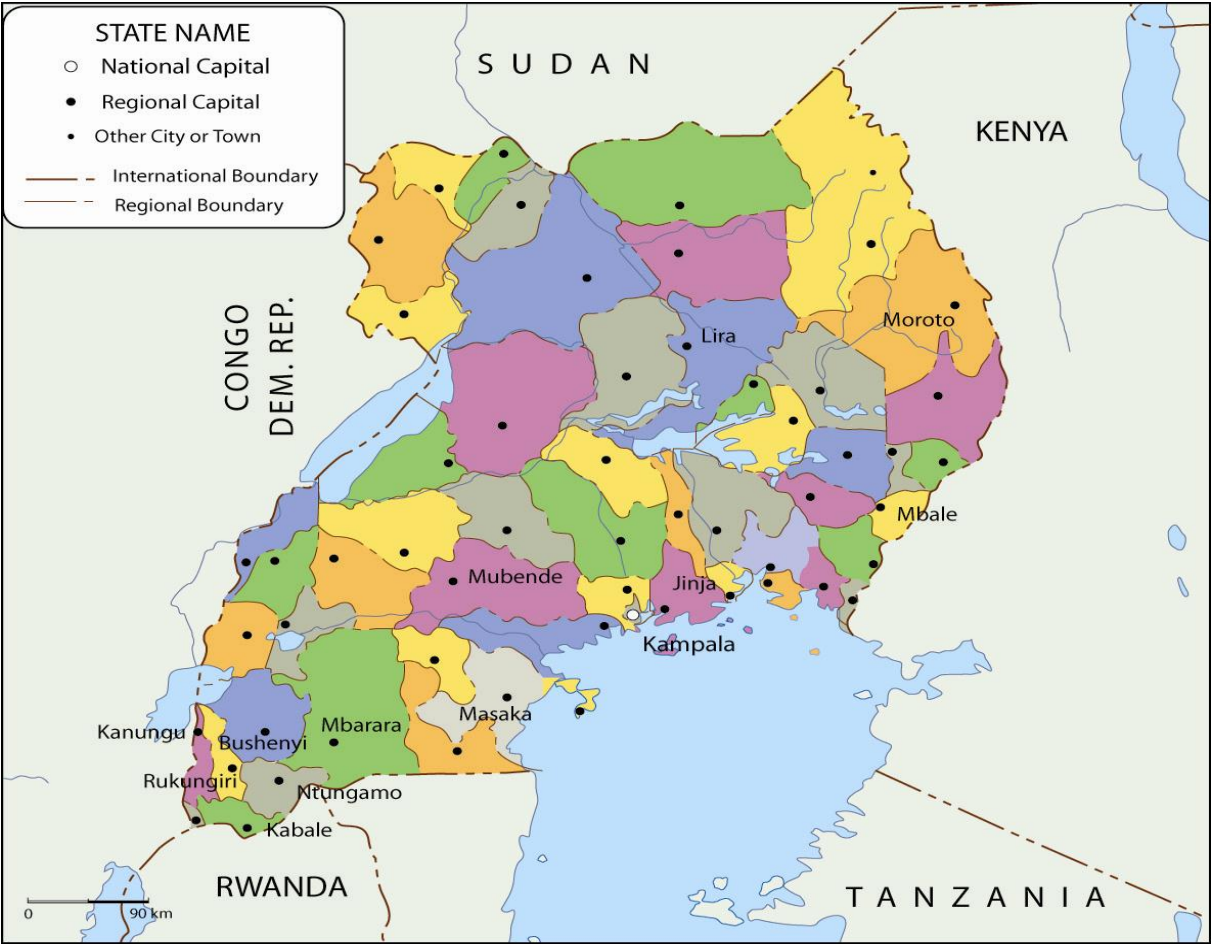 STATE NAME
National Capital
Regional Capital
Other City or Town
International Boundary
Regional Boundary
SUDAN
KENYA
CONGO
DEM. REP.
Moroto
Lira
Mbale
Mubende
Jinja
Kampala
Masaka
Mbarara
Kanungu
Bushenyi
Rukungiri
Ntungamo
Kabale
RWANDA
TANZANIA
0 90 km